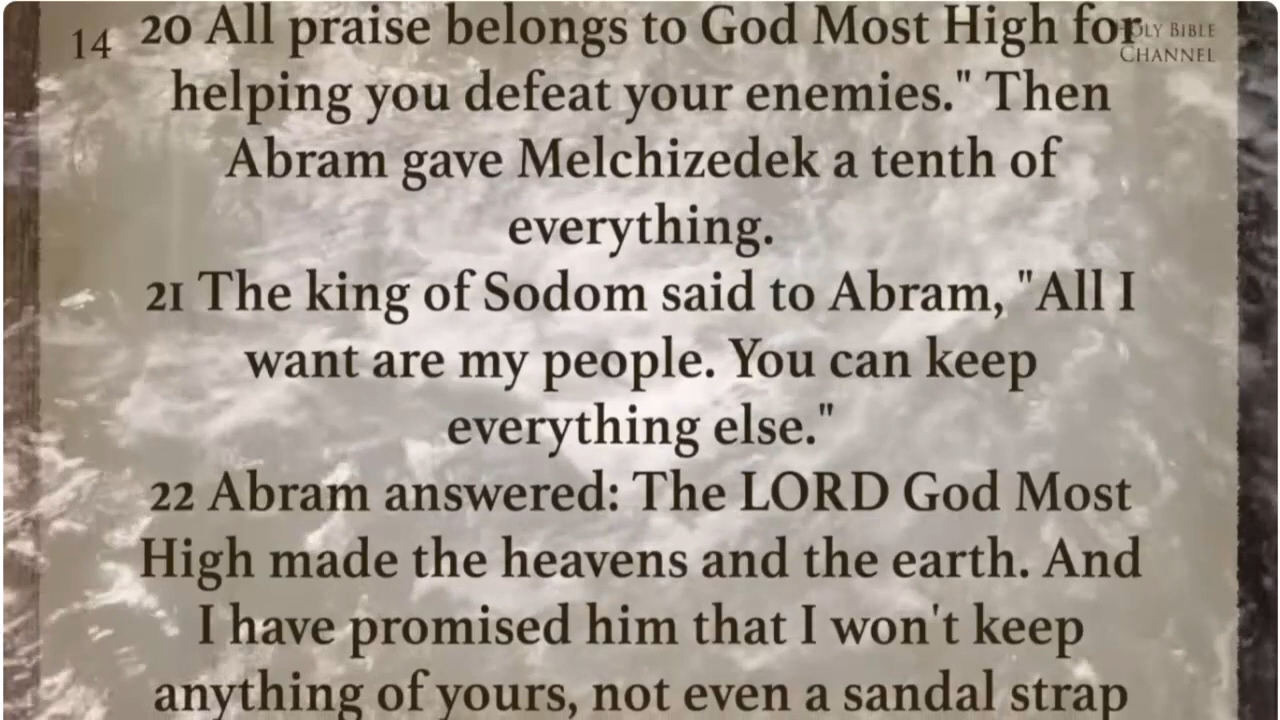 14
20 All praise belongs to God Most High for
HOLY BIBLE
CHANNEL
helping you defeat your enemies." Then
Abram gave Melchizedek a tenth of
everything.
21 The king of Sodom said to Abram, "All I
want are my people. You can keep
everything else."
22 Abram answered: The LORD God Most
High made the heavens and the earth. And
I have promised him that I won't keep
anything of yours, not even a sandal strap